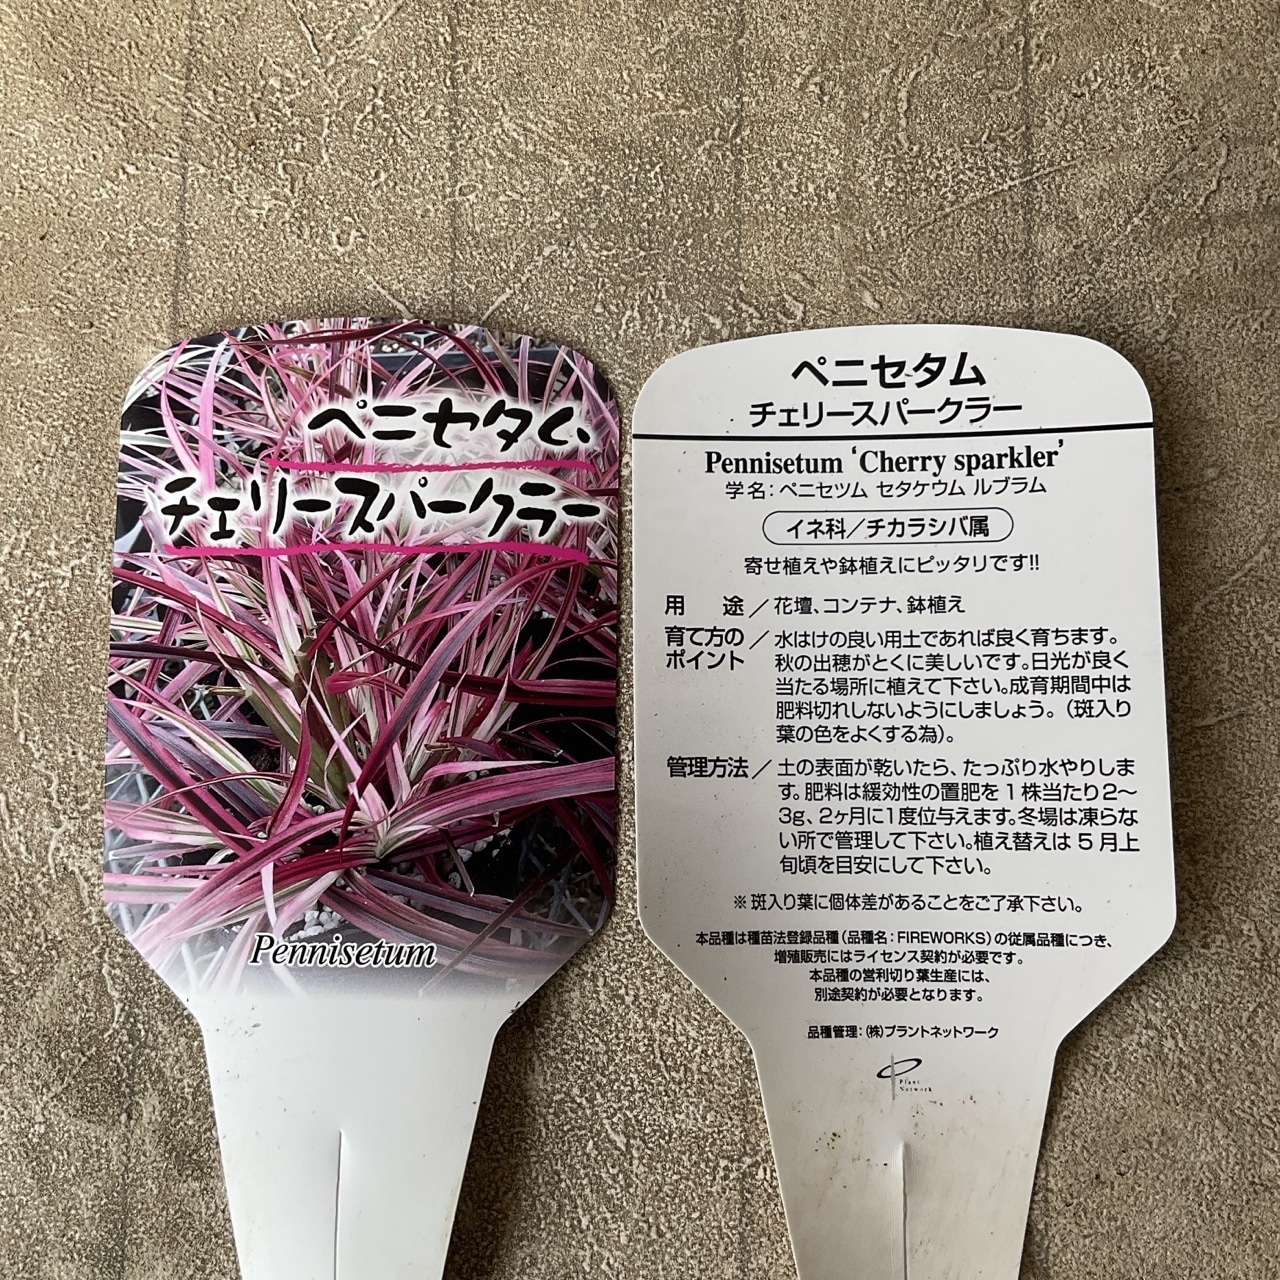 ペニセタム
チェリースパークラー
Pennisetum
ペニセタム
チェリースパークラー
Pennisetum ‘Cherry sparkler’
学名：ペニセツム セタケウム ルブラム
イネ科／チカラシバ属
寄せ植えや鉢植えにピッタリです!!
用　途／花壇、コンテナ、鉢植え
育て方の／水はけの良い用土であれば良く育ちます。
ポイント　秋の出穂がとくに美しいです。日光が良く
当たる場所に植えて下さい。成育期間中は
肥料切れしないようにしましょう。（斑入り
葉の色をよくする為）。
管理方法／土の表面が乾いたら、たっぷり水やりしま
す。肥料は緩効性の置肥を1株当たり2〜
3g、2ヶ月に1度位与えます。冬場は凍らな
い所で管理して下さい。植え替えは5月上
旬頃を目安にして下さい。
※斑入り葉に個体差があることをご了承下さい。
本品種は種苗法登録品種（品種名：FIREWORKS）の従属品種につき、
増殖販売にはライセンス契約が必要です。
本品種の営利切り葉生産には、
別途契約が必要となります。
品種管理：（株）プラントネットワーク
Plant
Network